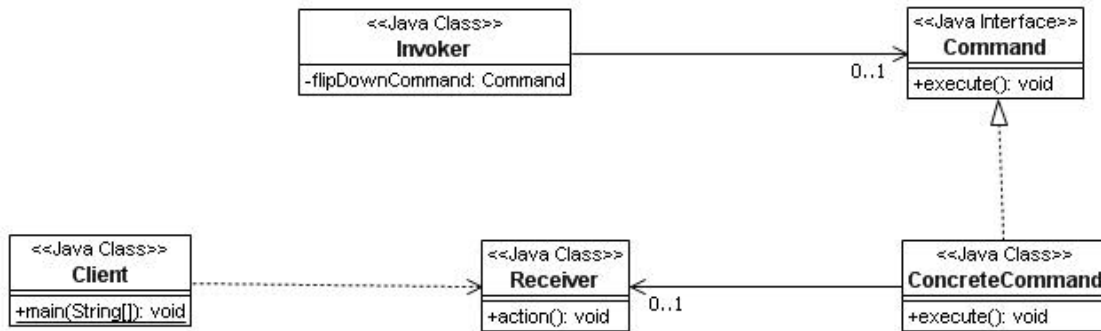 <<Java Class>>
Invoker
-flipDownCommand: Command
0..1
<<Java Interface>>
Command
+execute(): void
<<Java Class>>
Client
+main(String[]): void
<<Java Class>>
Receiver
+action(): void
0..1
<<Java Class>>
ConcreteCommand
+execute(): void